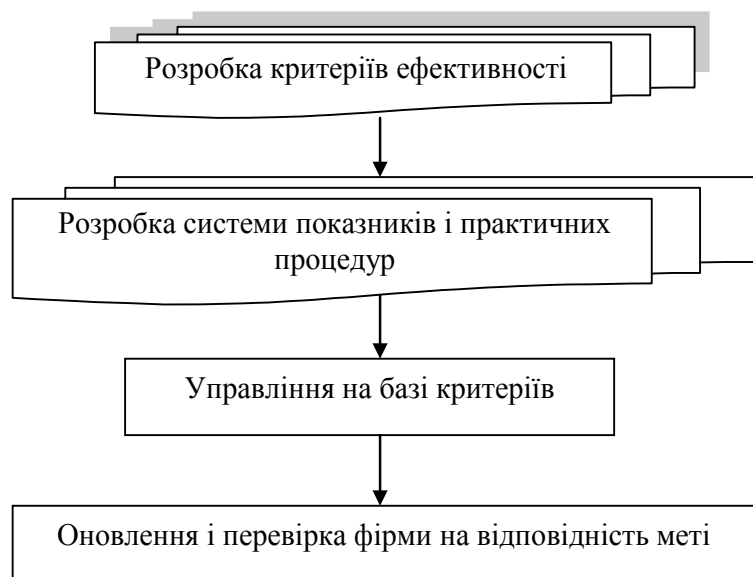 Розробка критеріїв ефективності
Розробка системи показників і практичних
процедур
Управління на базі критеріїв
Оновлення і перевірка фірми на відповідність меті